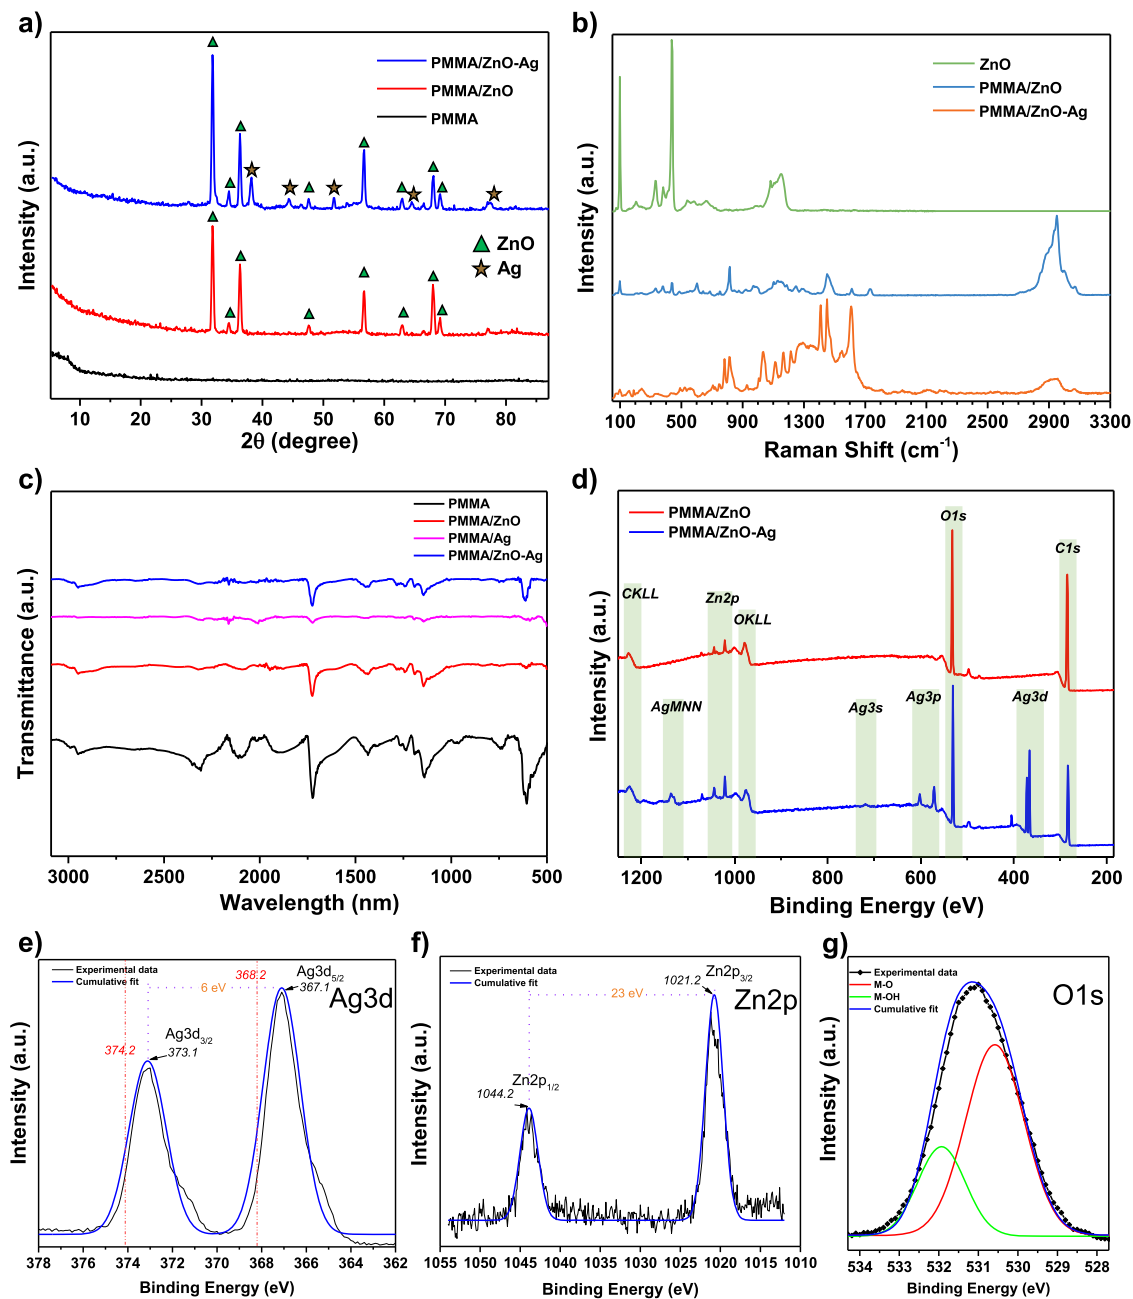 a)
PMMA/ZnO-Ag
PMMA/ZnO
PMMA
ZnO
Ag
Intensity (a.u.)
10 20 30 40 50 60 70 80
2θ (degree)
b)
ZnO
PMMA/ZnO
PMMA/ZnO-Ag
Intensity (a.u.)
100 500 900 1300 1700 2100 2500 2900 3300
Raman Shift (cm-1)
c)
PMMA
PMMA/ZnO
PMMA/Ag
PMMA/ZnO-Ag
Transmittance (a.u.)
3000 2500 2000 1500 1000 500
Wavelength (nm)
d)
PMMA/ZnO
PMMA/ZnO-Ag
O1s
C1s
CKLL
Zn2p
OKLL
AgMNN
Ag3s
Ag3p
Ag3d
Intensity (a.u.)
1200 1000 800 600 400 200
Binding Energy (eV)
e)
Experimental data
Cumulative fit
368.2
Ag3d5/2
367.1
6 eV
Ag3d
Ag3d3/2
374.2
373.1
Intensity (a.u.)
378 376 374 372 370 368 366 364 362
Binding Energy (eV)
f)
Experimental data
Cumulative fit
Zn2p3/2
1021.2
23 eV
Zn2p
Zn2p1/2
1044.2
Intensity (a.u.)
1055 1050 1045 1040 1035 1030 1025 1020 1015 1010
Binding Energy (eV)
g)
Experimental data
M-O
M-OH
Cumulative fit
O1s
Intensity (a.u.)
534 533 532 531 530 529 528
Binding Energy (eV)